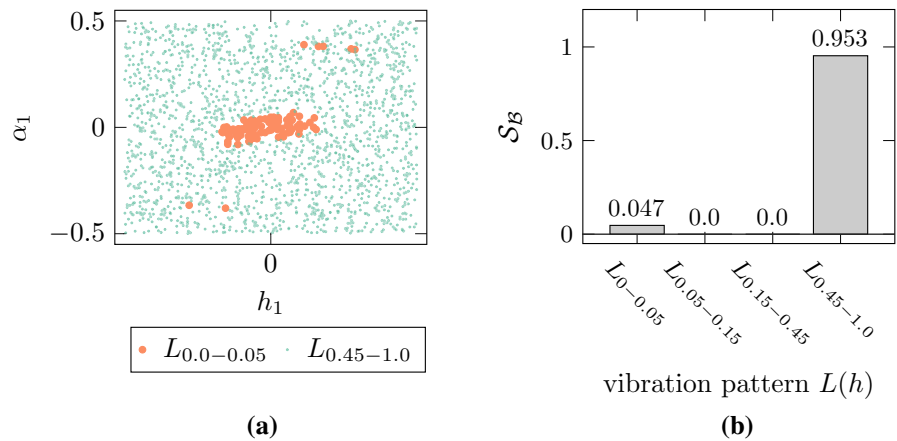 0.5
0
−0.5
α₁
0
h₁
L₀.₀₋₀.₀₅ L₀.₄₅₋₁.₀
(a)
1
0.5
0
S_B
0.047
0.0
0.0
0.953
L₀₋₀.₀₅
L₀.₀₅₋₀.₁₅
L₀.₁₅₋₀.₄₅
L₀.₄₅₋₁.₀
vibration pattern L(h)
(b)